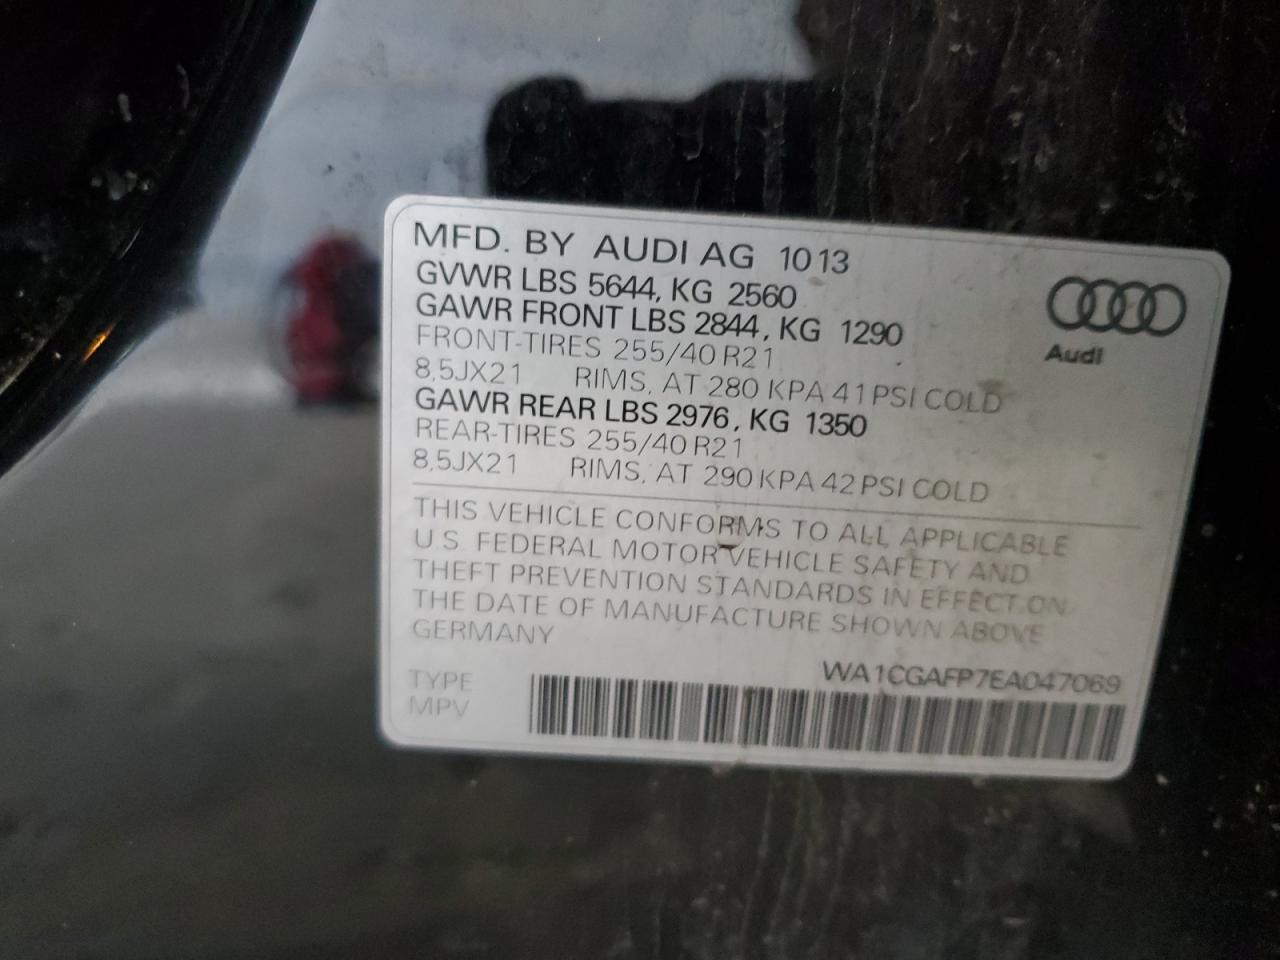 MFD. BY AUDI AG 1013
GVWR LBS 5644, KG 2560
GAWR FRONT LBS 2844, KG 1290
FRONT-TIRES 255/40 R21
8,5JX21 RIMS, AT 280 KPA 41 PSI COLD
GAWR REAR LBS 2976, KG 1350
REAR-TIRES 255/40 R21
8,5JX21 RIMS, AT 290 KPA 42 PSI COLD
Audi
THIS VEHICLE CONFORMS TO ALL APPLICABLE
U.S. FEDERAL MOTOR VEHICLE SAFETY AND
THEFT PREVENTION STANDARDS IN EFFECT ON
THE DATE OF MANUFACTURE SHOWN ABOVE
GERMANY
WA1CGAFP7EA047069
TYPE
MPV